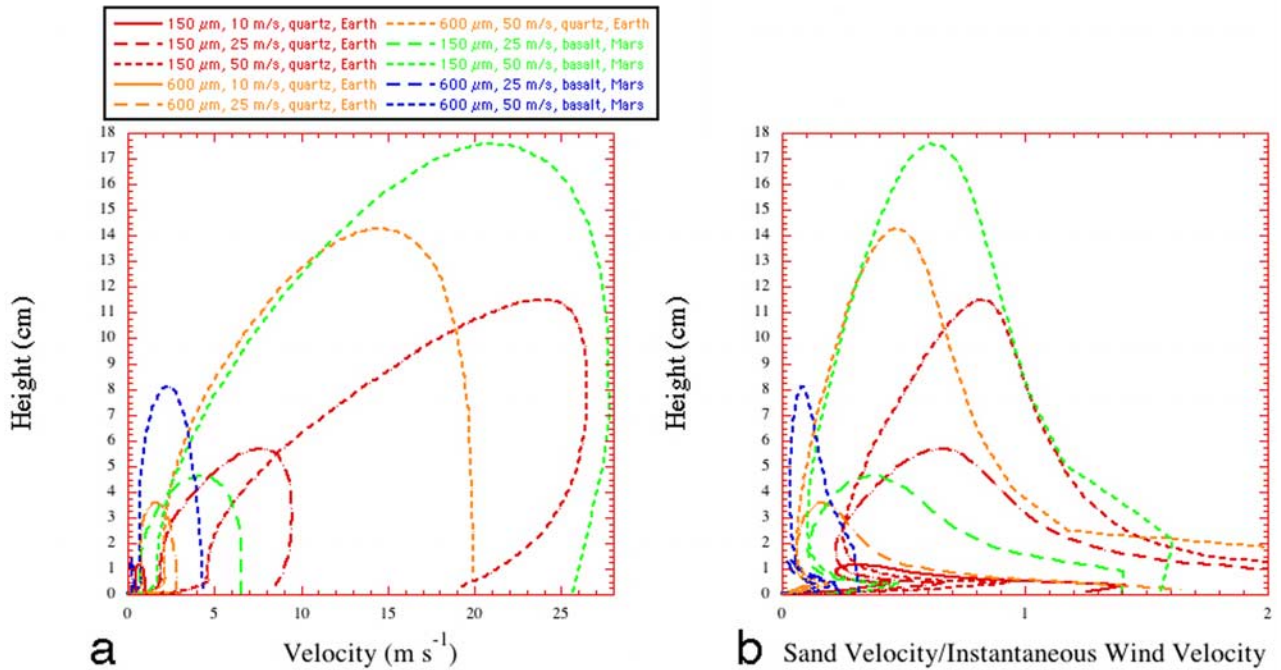 150 μm, 10 m/s, quartz, Earth
150 μm, 25 m/s, quartz, Earth
150 μm, 50 m/s, quartz, Earth
600 μm, 10 m/s, quartz, Earth
600 μm, 25 m/s, quartz, Earth
600 μm, 50 m/s, quartz, Earth
150 μm, 25 m/s, basalt, Mars
150 μm, 50 m/s, basalt, Mars
600 μm, 25 m/s, basalt, Mars
600 μm, 50 m/s, basalt, Mars
Height (cm)
18
17
16
15
14
13
12
11
10
9
8
7
6
5
4
3
2
1
0
0 5 10 15 20 25
a Velocity (m s⁻¹)
Height (cm)
18
17
16
15
14
13
12
11
10
9
8
7
6
5
4
3
2
1
0
0 1 2
b Sand Velocity/Instantaneous Wind Velocity